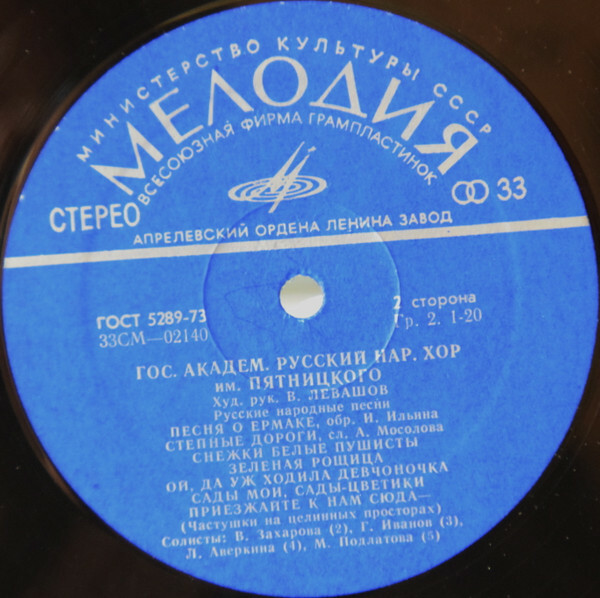 МИНИСТЕРСТВО КУЛЬТУРЫ СССР
МЕЛОДИЯ
ВСЕСОЮЗНАЯ ФИРМА ГРАМПЛАСТИНОК
СТЕРЕО
33
АПРЕЛЕВСКИЙ ОРДЕНА ЛЕНИНА ЗАВОД
ГОСТ 5289-73
33СМ—02140
2 сторона
Гр. 2. 1-20
ГОС. АКАДЕМ. РУССКИЙ НАР. ХОР
им. ПЯТНИЦКОГО
Худ. рук. В. ЛЕВАШОВ
Русские народные песни
ПЕСНЯ О ЕРМАКЕ, обр. И. Ильина
СТЕПНЫЕ ДОРОГИ, сл. А. Мосолова
СНЕЖКИ БЕЛЫЕ ПУШИСТЫ
ЗЕЛЕНАЯ РОЩИЦА
ОЙ, ДА УЖ ХОДИЛА ДЕВЧОНОЧКА
САДЫ МОИ, САДЫ-ЦВЕТИКИ
ПРИЕЗЖАЙТЕ К НАМ СЮДА—
(Частушки на целинных просторах)
Солисты: В. Захарова (2), Г. Иванов (3),
Л. Аверкина (4), М. Подлатова (5)